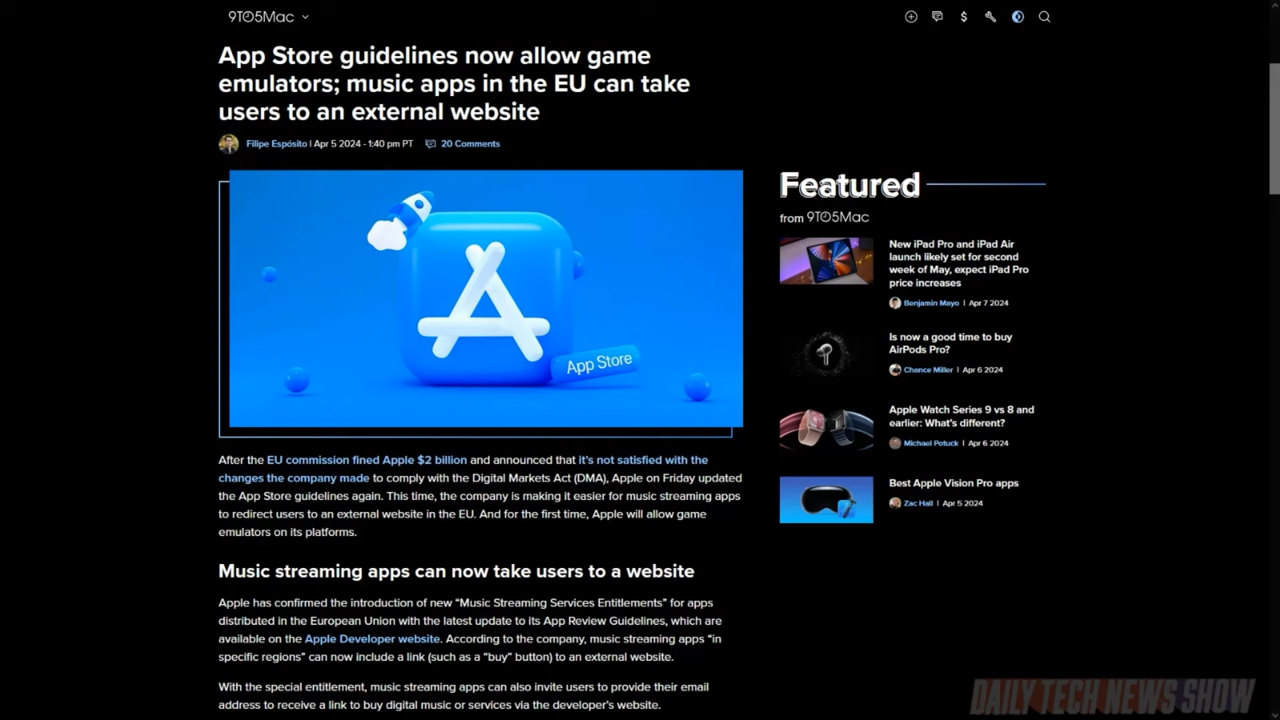 9TO5Mac
App Store guidelines now allow game
emulators; music apps in the EU can take
users to an external website
Filipe Espósito | Apr 5 2024 - 1:40 pm PT
20 Comments
App Store
After the EU commission fined Apple $2 billion and announced that it's not satisfied with the
changes the company made to comply with the Digital Markets Act (DMA), Apple on Friday updated
the App Store guidelines again. This time, the company is making it easier for music streaming apps
to redirect users to an external website in the EU. And for the first time, Apple will allow game
emulators on its platforms.
Music streaming apps can now take users to a website
Apple has confirmed the introduction of new “Music Streaming Services Entitlements” for apps
distributed in the European Union with the latest update to its App Review Guidelines, which are
available on the Apple Developer website. According to the company, music streaming apps “in
specific regions” can now include a link (such as a “buy” button) to an external website.
With the special entitlement, music streaming apps can also invite users to provide their email
address to receive a link to buy digital music or services via the developer’s website.
Featured
from 9TO5Mac
New iPad Pro and iPad Air
launch likely set for second
week of May, expect iPad Pro
price increases
Benjamin Mayo | Apr 7 2024
Is now a good time to buy
AirPods Pro?
Chance Miller | Apr 6 2024
Apple Watch Series 9 vs 8 and
earlier: What’s different?
Michael Potuck | Apr 6 2024
Best Apple Vision Pro apps
Zac Hall | Apr 5 2024
DAILY TECH NEWS SHOW